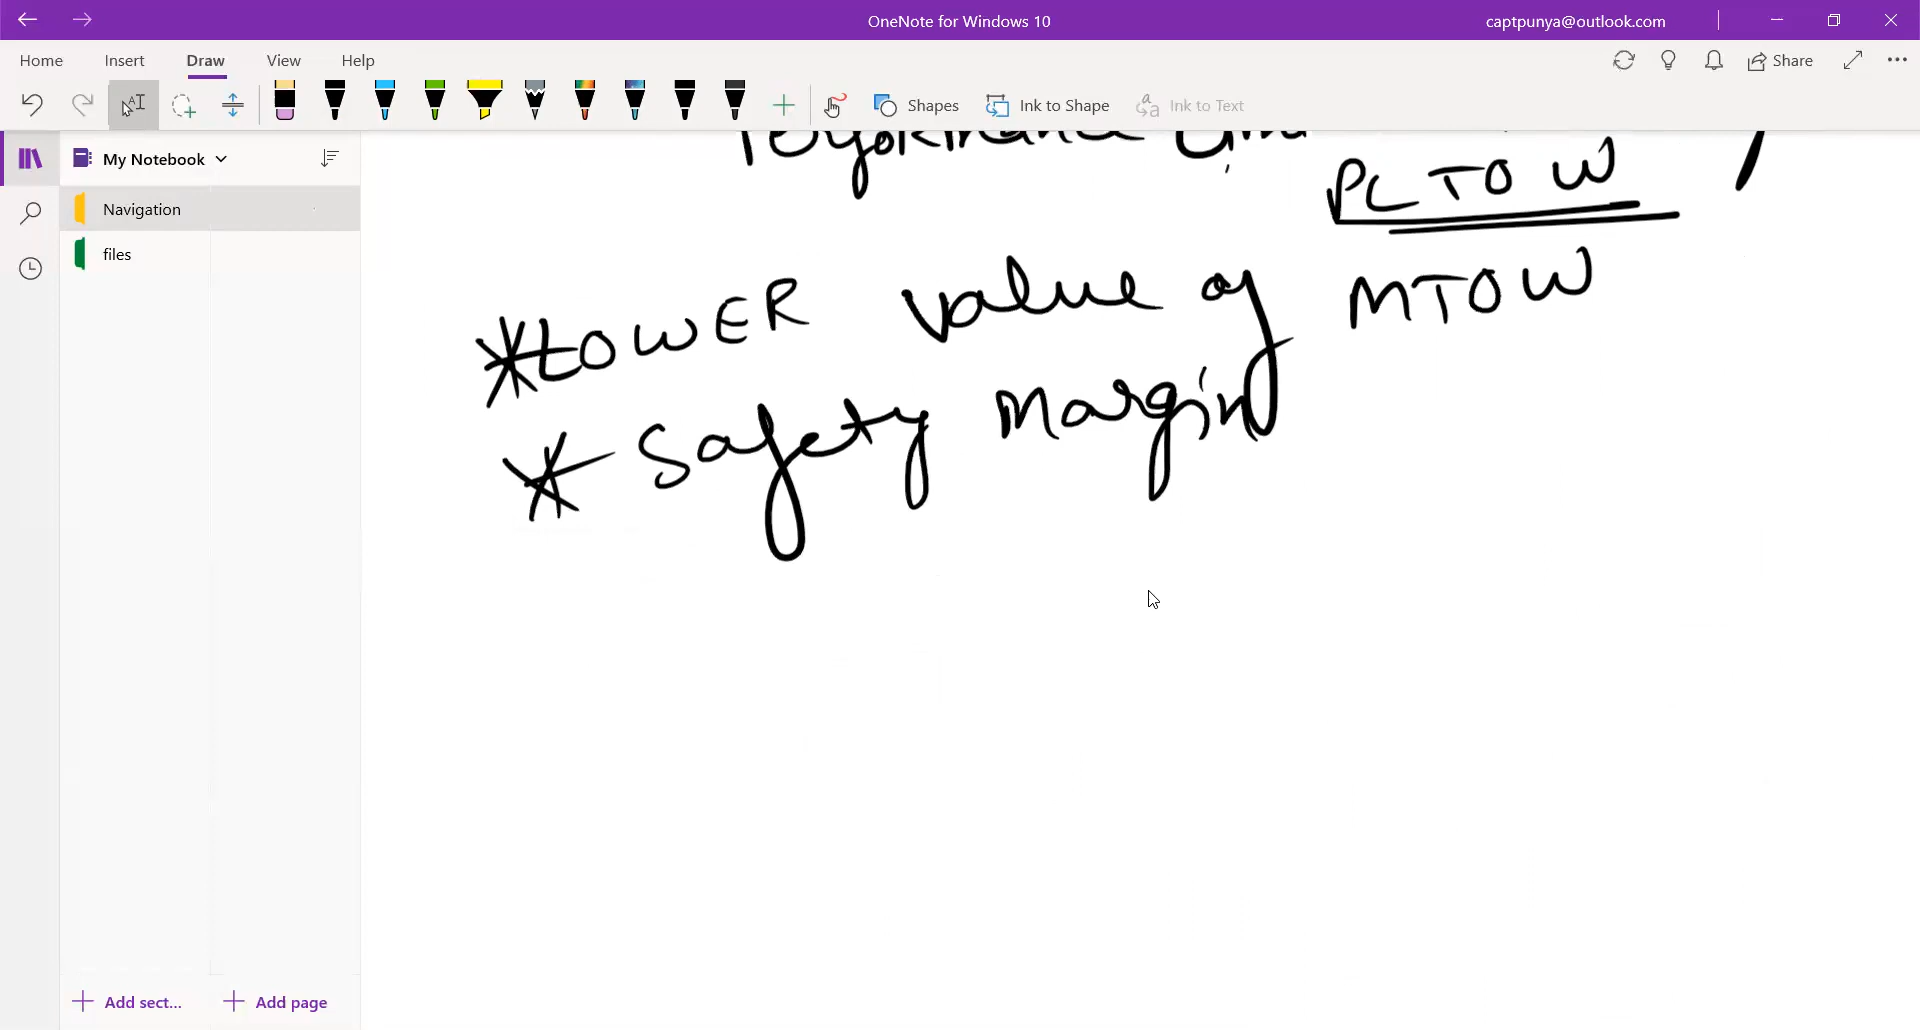 OneNote for Windows 10
captpunya@outlook.com
Home Insert Draw View Help
Share
Shapes
Ink to Shape
Ink to Text
My Notebook
Navigation
files
PLTOW
*LOWER value of MTOW
* Safety Margin
Add sect...
Add page